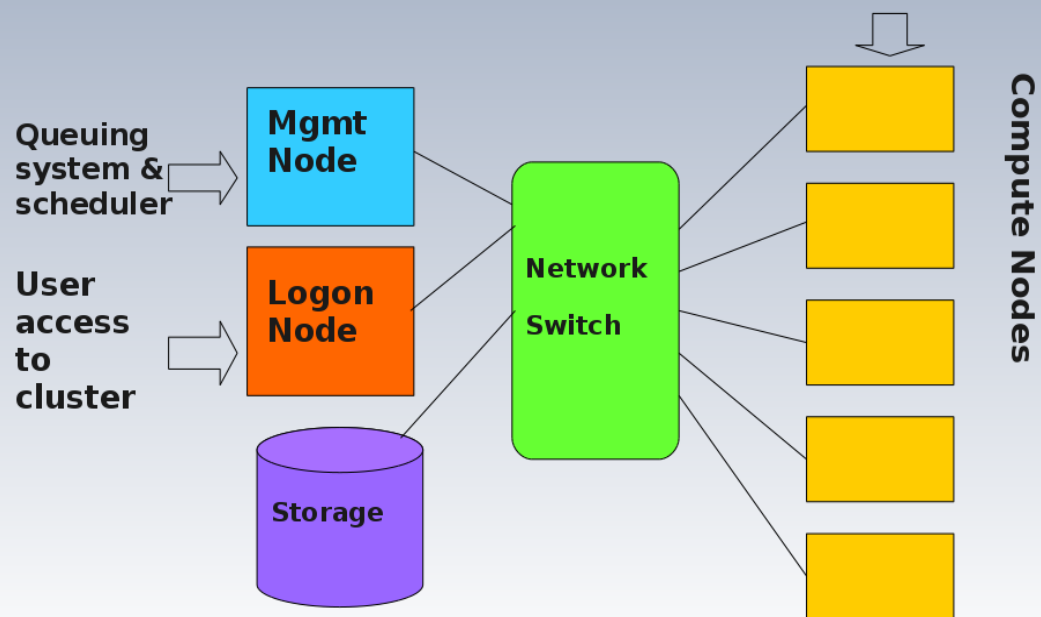 Queuing
system &
scheduler
Mgmt
Node
User
access
to
cluster
Logon
Node
Storage
Network
Switch
Compute Nodes